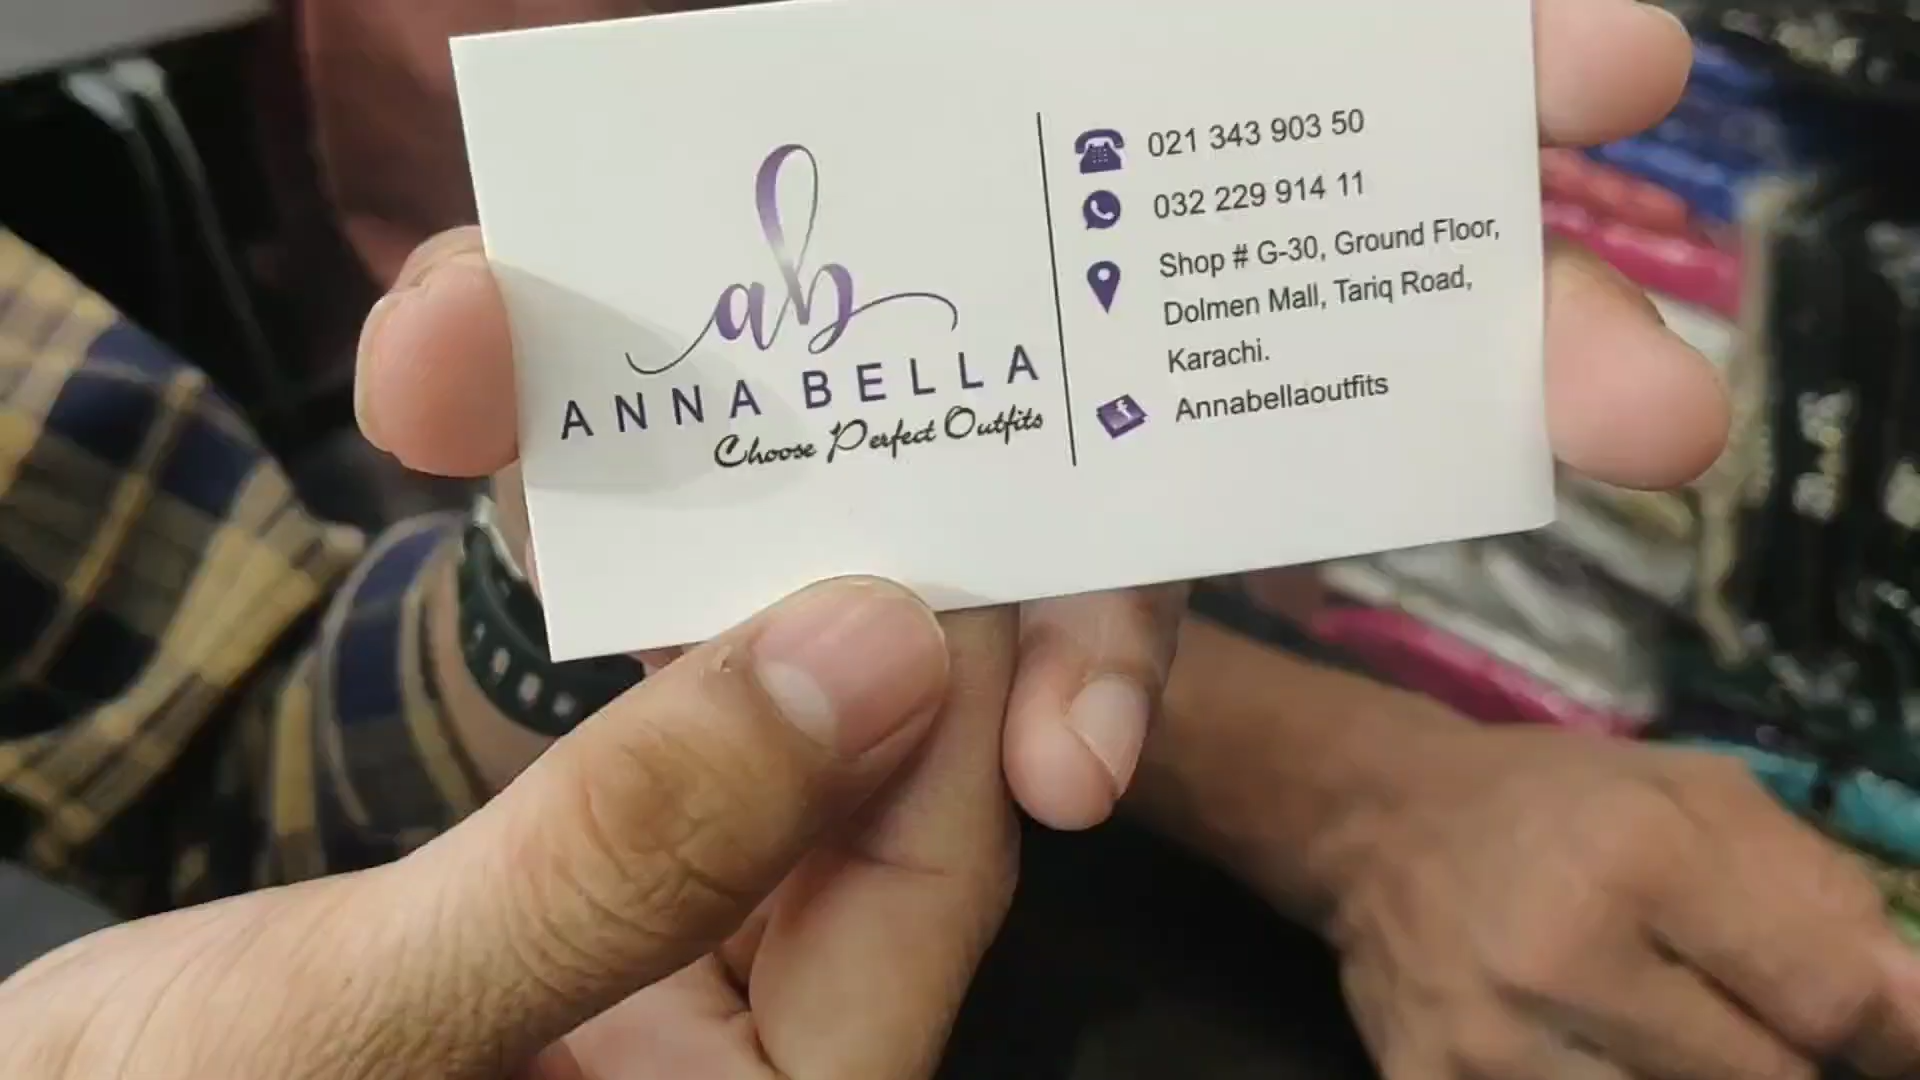 ab
ANNA BELLA
Choose Perfect Outfits
021 343 903 50
032 229 914 11
Shop # G-30, Ground Floor,
Dolmen Mall, Tariq Road,
Karachi.
Annabellaoutfits